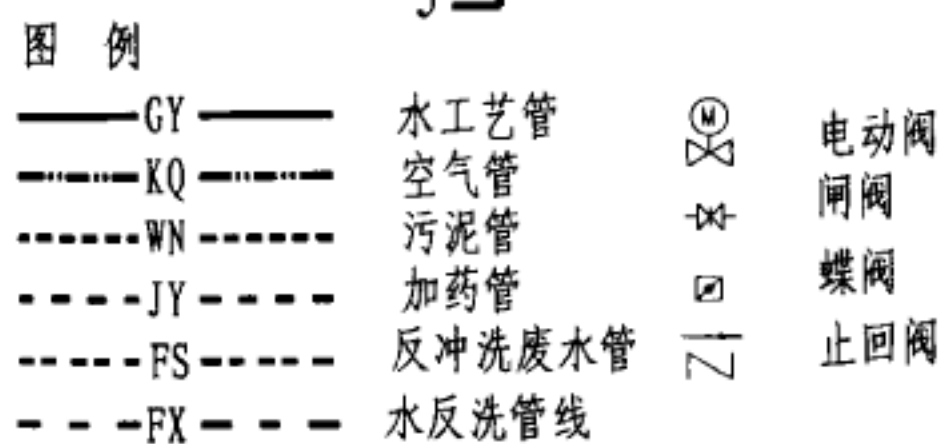 图 例
GY 水工艺管 M 电动阀
KQ 空气管 闸阀
WN 污泥管
JY 加药管 蝶阀
FS 反冲洗废水管 止回阀
FX 水反洗管线